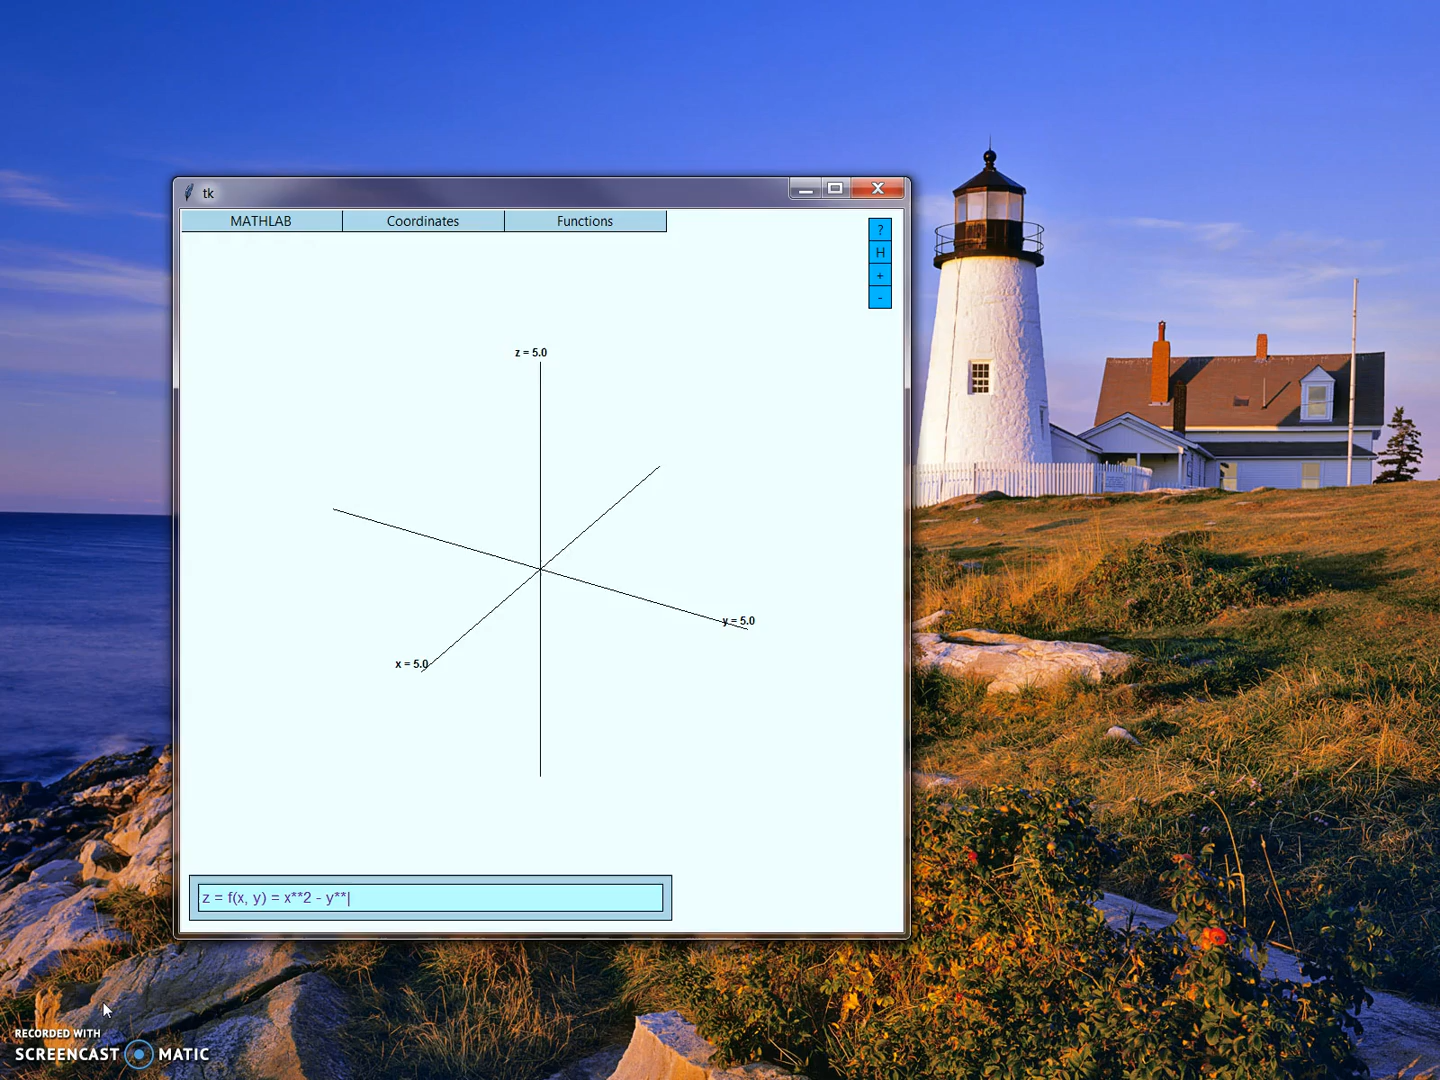 tk
MATHLAB Coordinates Functions
?
H
+
-
z = 5.0
y = 5.0
x = 5.0
z = f(x, y) = x**2 - y**
RECORDED WITH
SCREENCAST MATIC